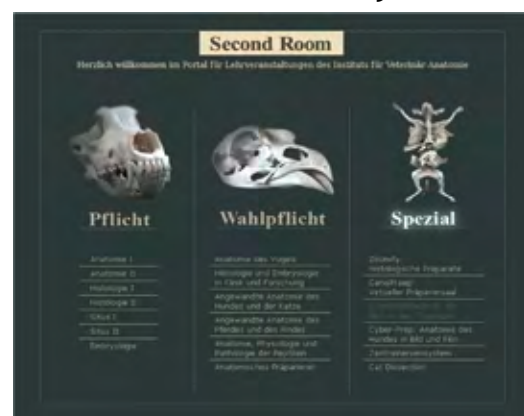 Second Room
Herzlich willkommen im Portal für Lehrveranstaltungen des Instituts für Veterinär-Anatomie
Pflicht
Anatomie I
Anatomie II
Histologie I
Histologie II
Situs I
Situs II
Embryologie
Wahlpflicht
Anatomie des Vogels
Histologie und Embryologie
in Klinik und Forschung
Angewandte Anatomie des
Hundes und der Katze
Angewandte Anatomie des
Pferdes und des Rindes
Anatomie, Physiologie und
Pathologie der Reptilien
Anatomisches Präparieren
Spezial
Histologische Präparate
Virtueller Präpariersaal
Cyber-Prep: Anatomie des
Hundes in Bild und Film
Zentralnervensystem
Cat Dissection